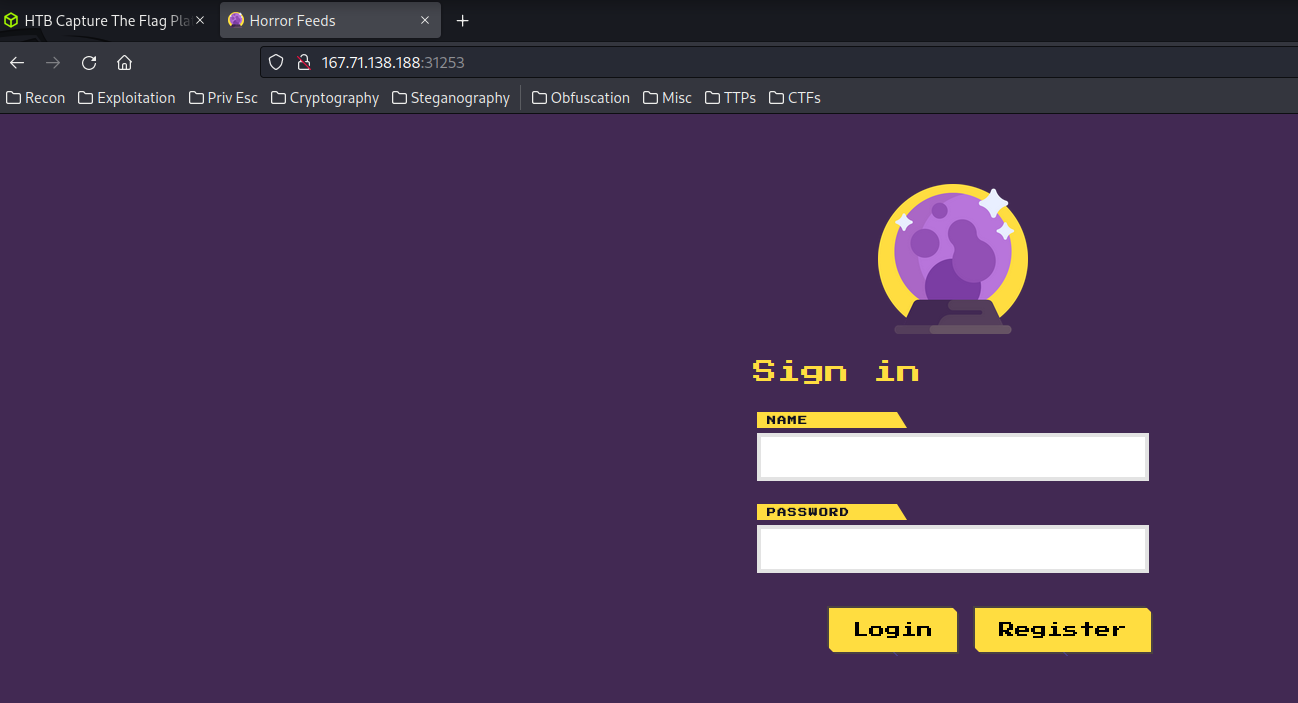 HTB Capture The Flag Pla
Horror Feeds
167.71.138.188:31253
Recon Exploitation Priv Esc Cryptography Steganography Obfuscation Misc TTPs CTFs
Sign in
NAME
PASSWORD
Login Register